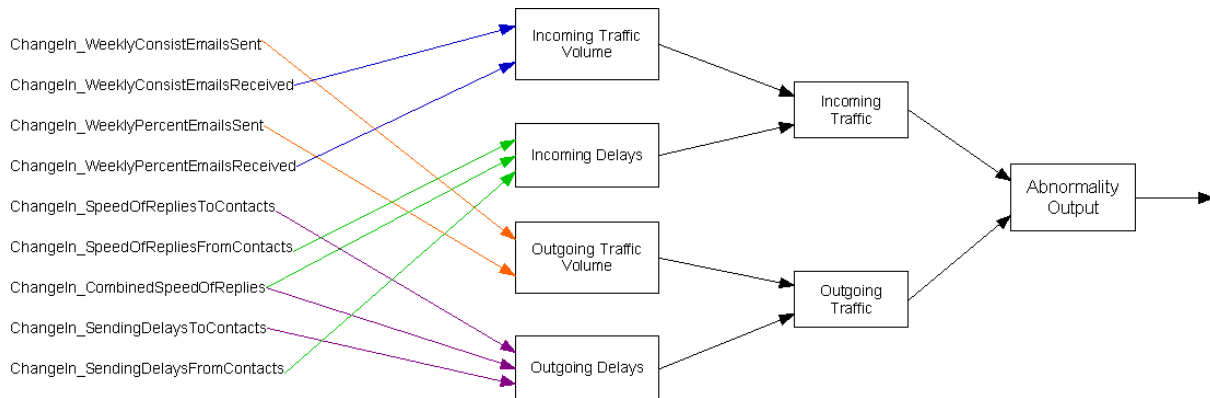 ChangeIn_WeeklyConsistEmailsSent
ChangeIn_WeeklyConsistEmailsReceived
ChangeIn_WeeklyPercentEmailsSent
ChangeIn_WeeklyPercentEmailsReceived
ChangeIn_SpeedOfRepliesToContacts
ChangeIn_SpeedOfRepliesFromContacts
ChangeIn_CombinedSpeedOfReplies
ChangeIn_SendingDelaysToContacts
ChangeIn_SendingDelaysFromContacts
Incoming Traffic
Volume
Incoming Delays
Outgoing Traffic
Volume
Outgoing Delays
Incoming
Traffic
Outgoing
Traffic
Abnormality
Output